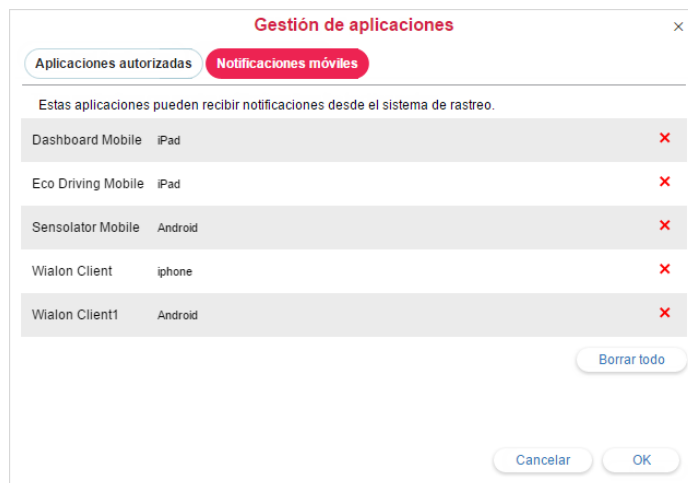 Gestión de aplicaciones
Aplicaciones autorizadas Notificaciones móviles
Estas aplicaciones pueden recibir notificaciones desde el sistema de rastreo.
Dashboard Mobile iPad
Eco Driving Mobile iPad
Sensolator Mobile Android
Wialon Client iphone
Wialon Client1 Android
Borrar todo
Cancelar OK